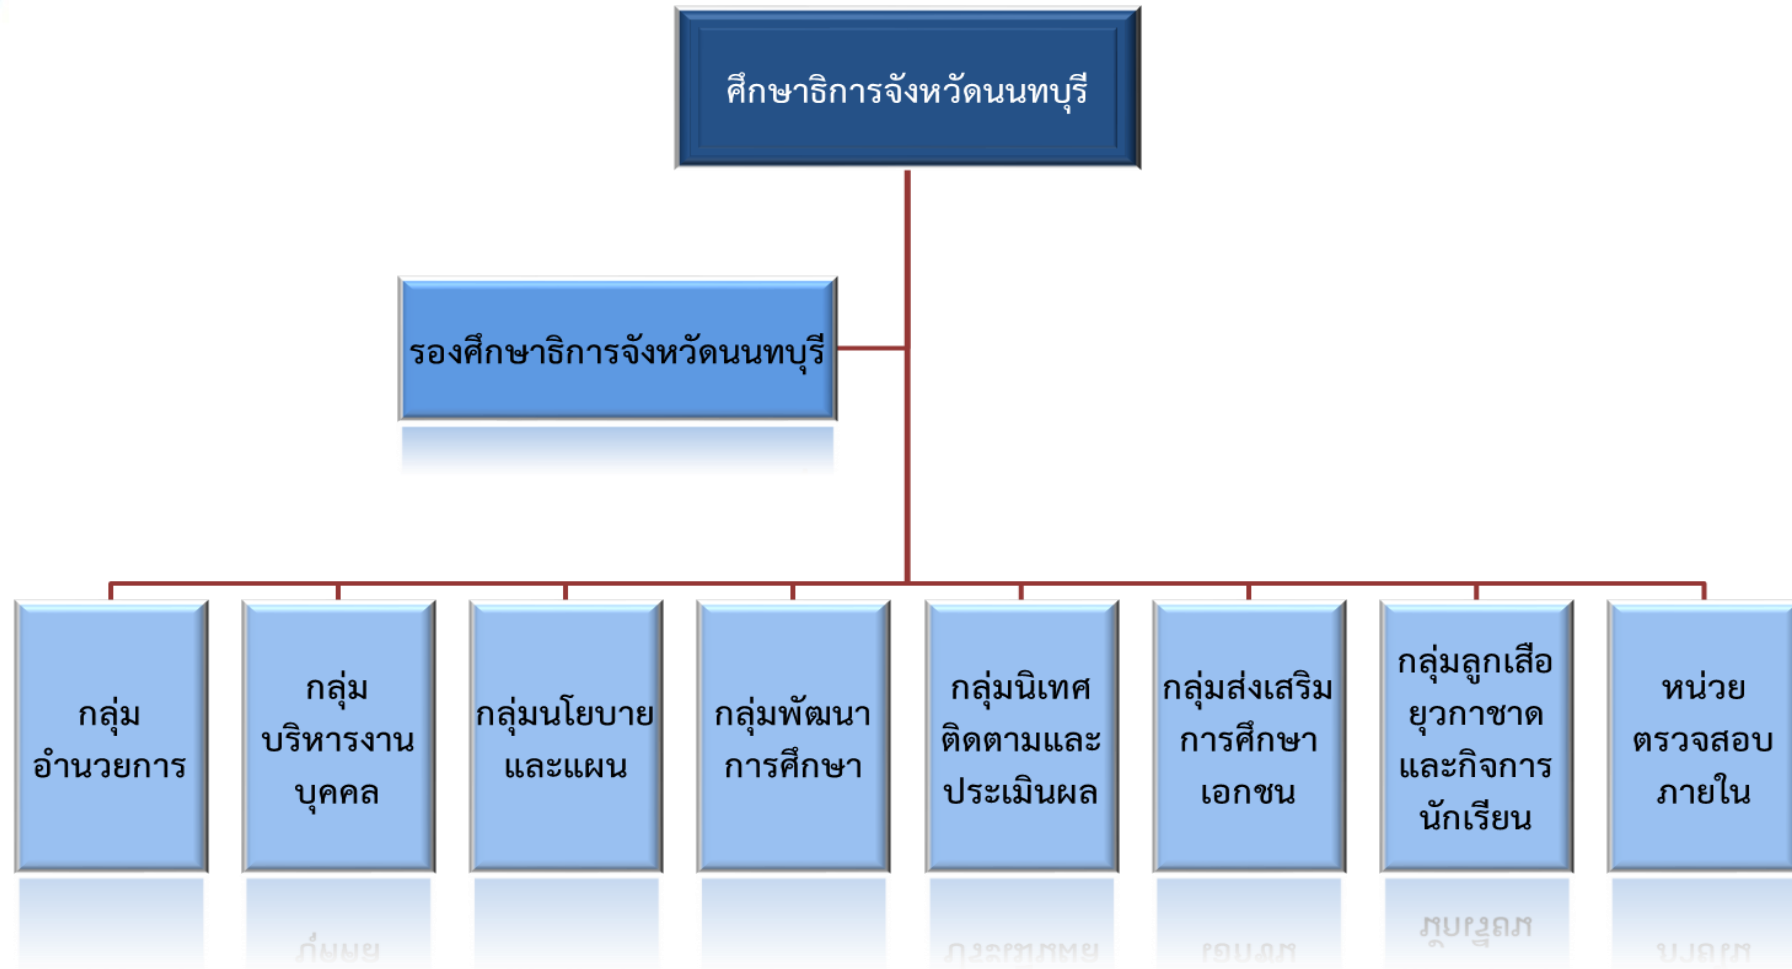 ศึกษาธิการจังหวัดนนทบุรี
รองศึกษาธิการจังหวัดนนทบุรี
กลุ่ม
อำนวยการ
กลุ่ม
บริหารงาน
บุคคล
กลุ่มนโยบาย
และแผน
กลุ่มพัฒนา
การศึกษา
กลุ่มนิเทศ
ติดตามและ
ประเมินผล
กลุ่มส่งเสริม
การศึกษา
เอกชน
กลุ่มลูกเสือ
ยุวกาชาด
และกิจการ
นักเรียน
หน่วย
ตรวจสอบ
ภายใน